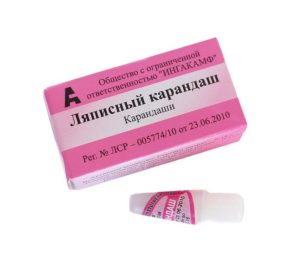 А Общество с ограниченной
ответственностью "ИНГАКАМФ"
Ляписный карандаш
Карандаши
Рег. № ЛСР – 005774/10 от 23.06.2010